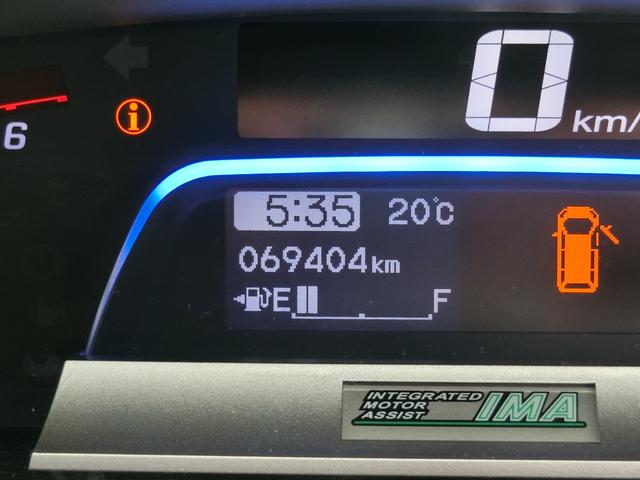 0 km/
6
5:35 20°C
069404km
E F
INTEGRATED
MOTOR
ASSIST
IMA